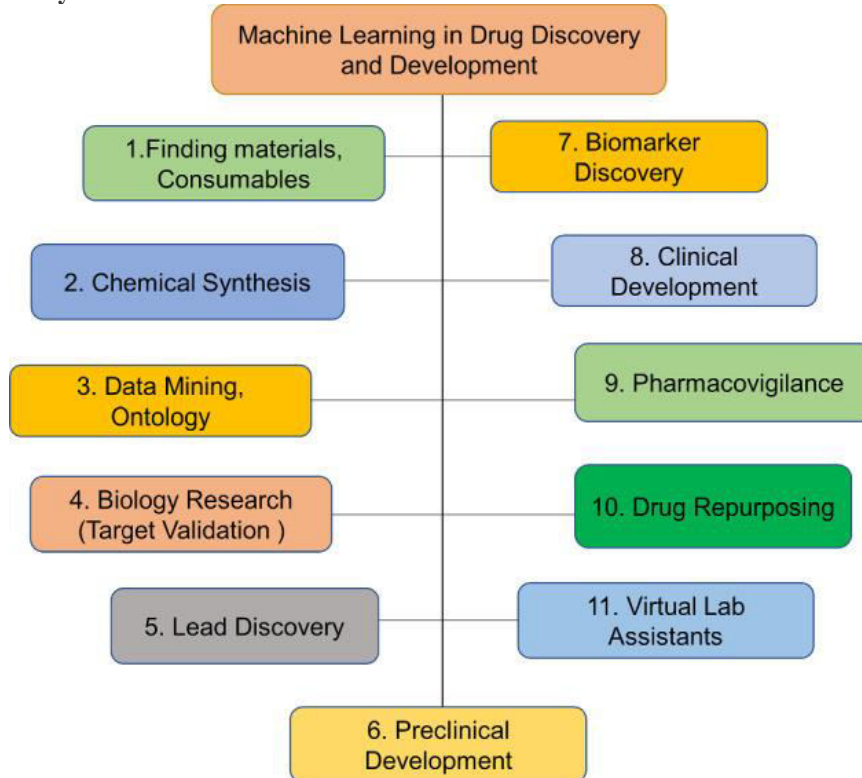 Machine Learning in Drug Discovery
and Development
1.Finding materials,
Consumables
2. Chemical Synthesis
3. Data Mining,
Ontology
4. Biology Research
(Target Validation )
5. Lead Discovery
6. Preclinical
Development
7. Biomarker
Discovery
8. Clinical
Development
9. Pharmacovigilance
10. Drug Repurposing
11. Virtual Lab
Assistants